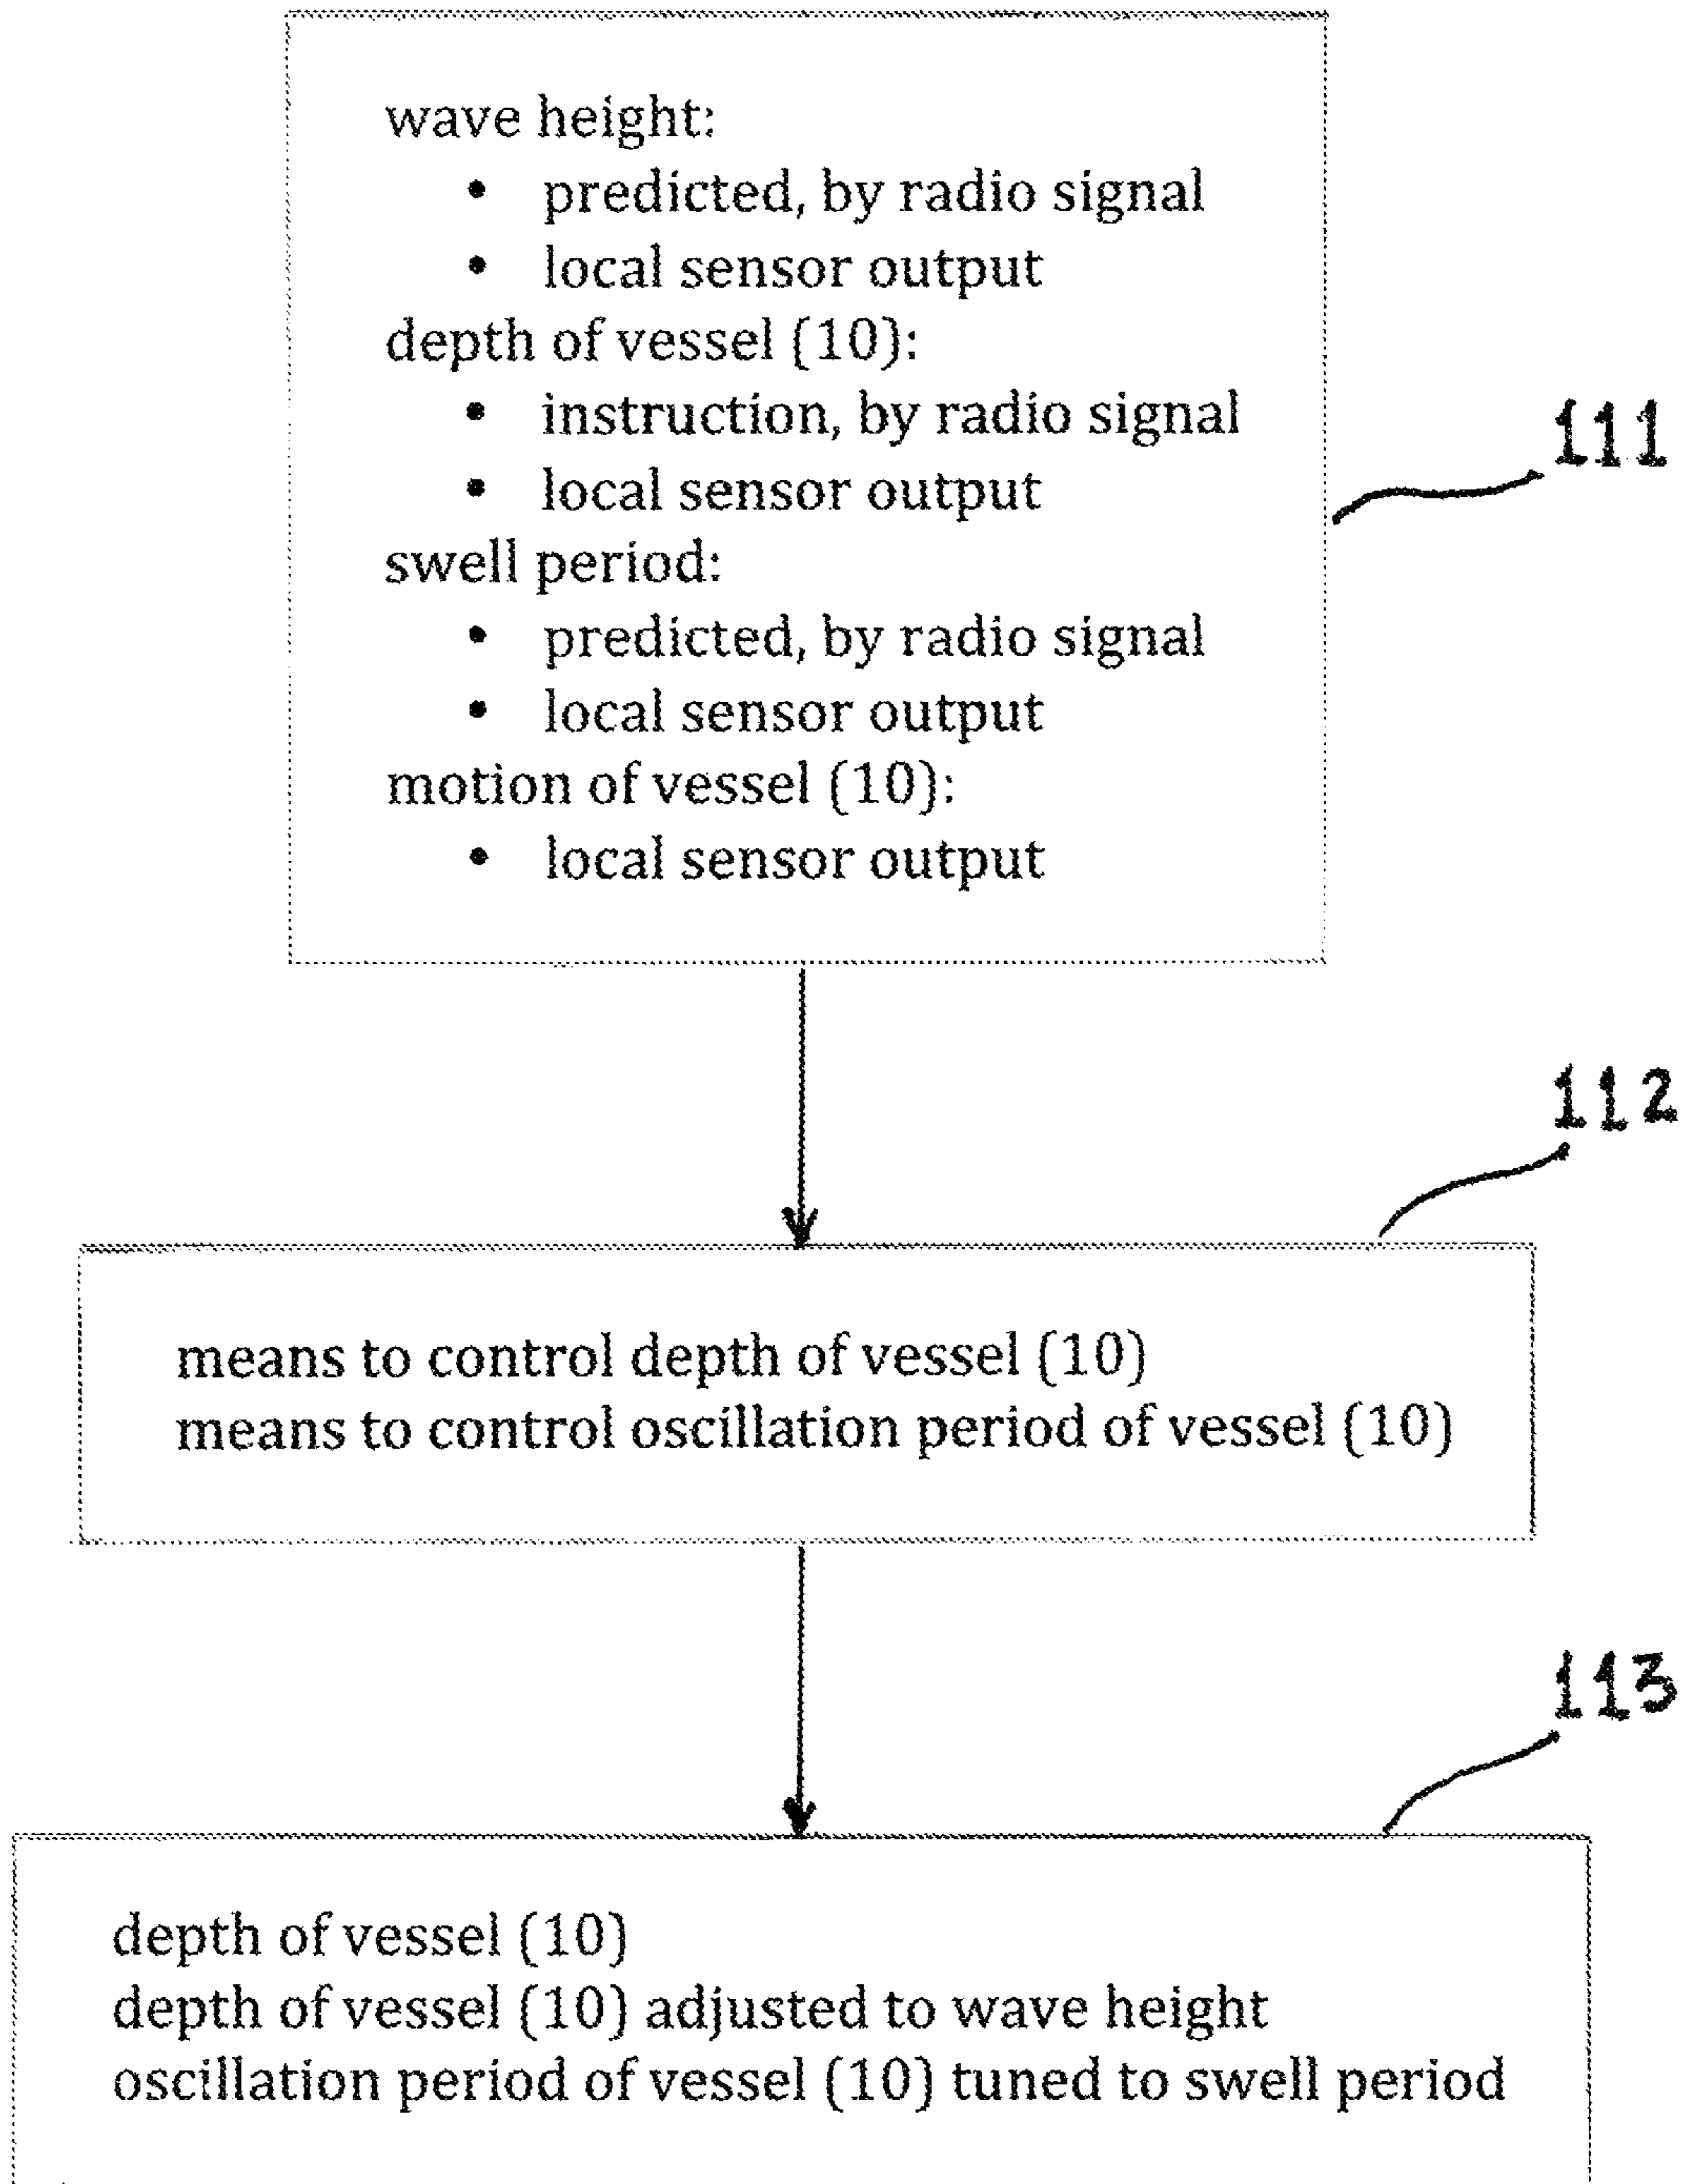 wave height:
• predicted, by radio signal
• local sensor output
depth of vessel (10):
• instruction, by radio signal
• local sensor output
swell period:
• predicted, by radio signal
• local sensor output
motion of vessel (10):
• local sensor output
111
112
means to control depth of vessel (10)
means to control oscillation period of vessel (10)
113
depth of vessel (10)
depth of vessel (10) adjusted to wave height
oscillation period of vessel (10) tuned to swell period